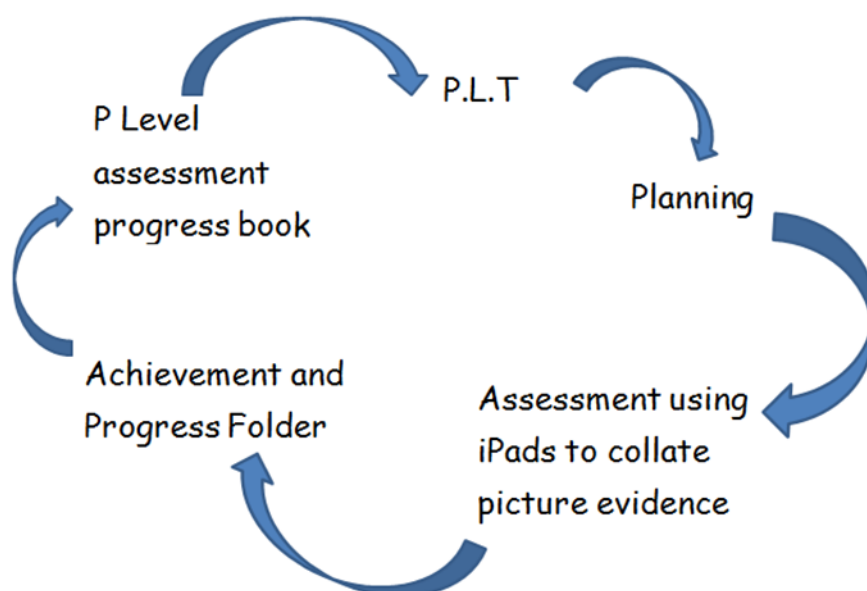 P.L.T
Planning
Assessment using
iPads to collate
picture evidence
Achievement and
Progress Folder
P Level
assessment
progress book